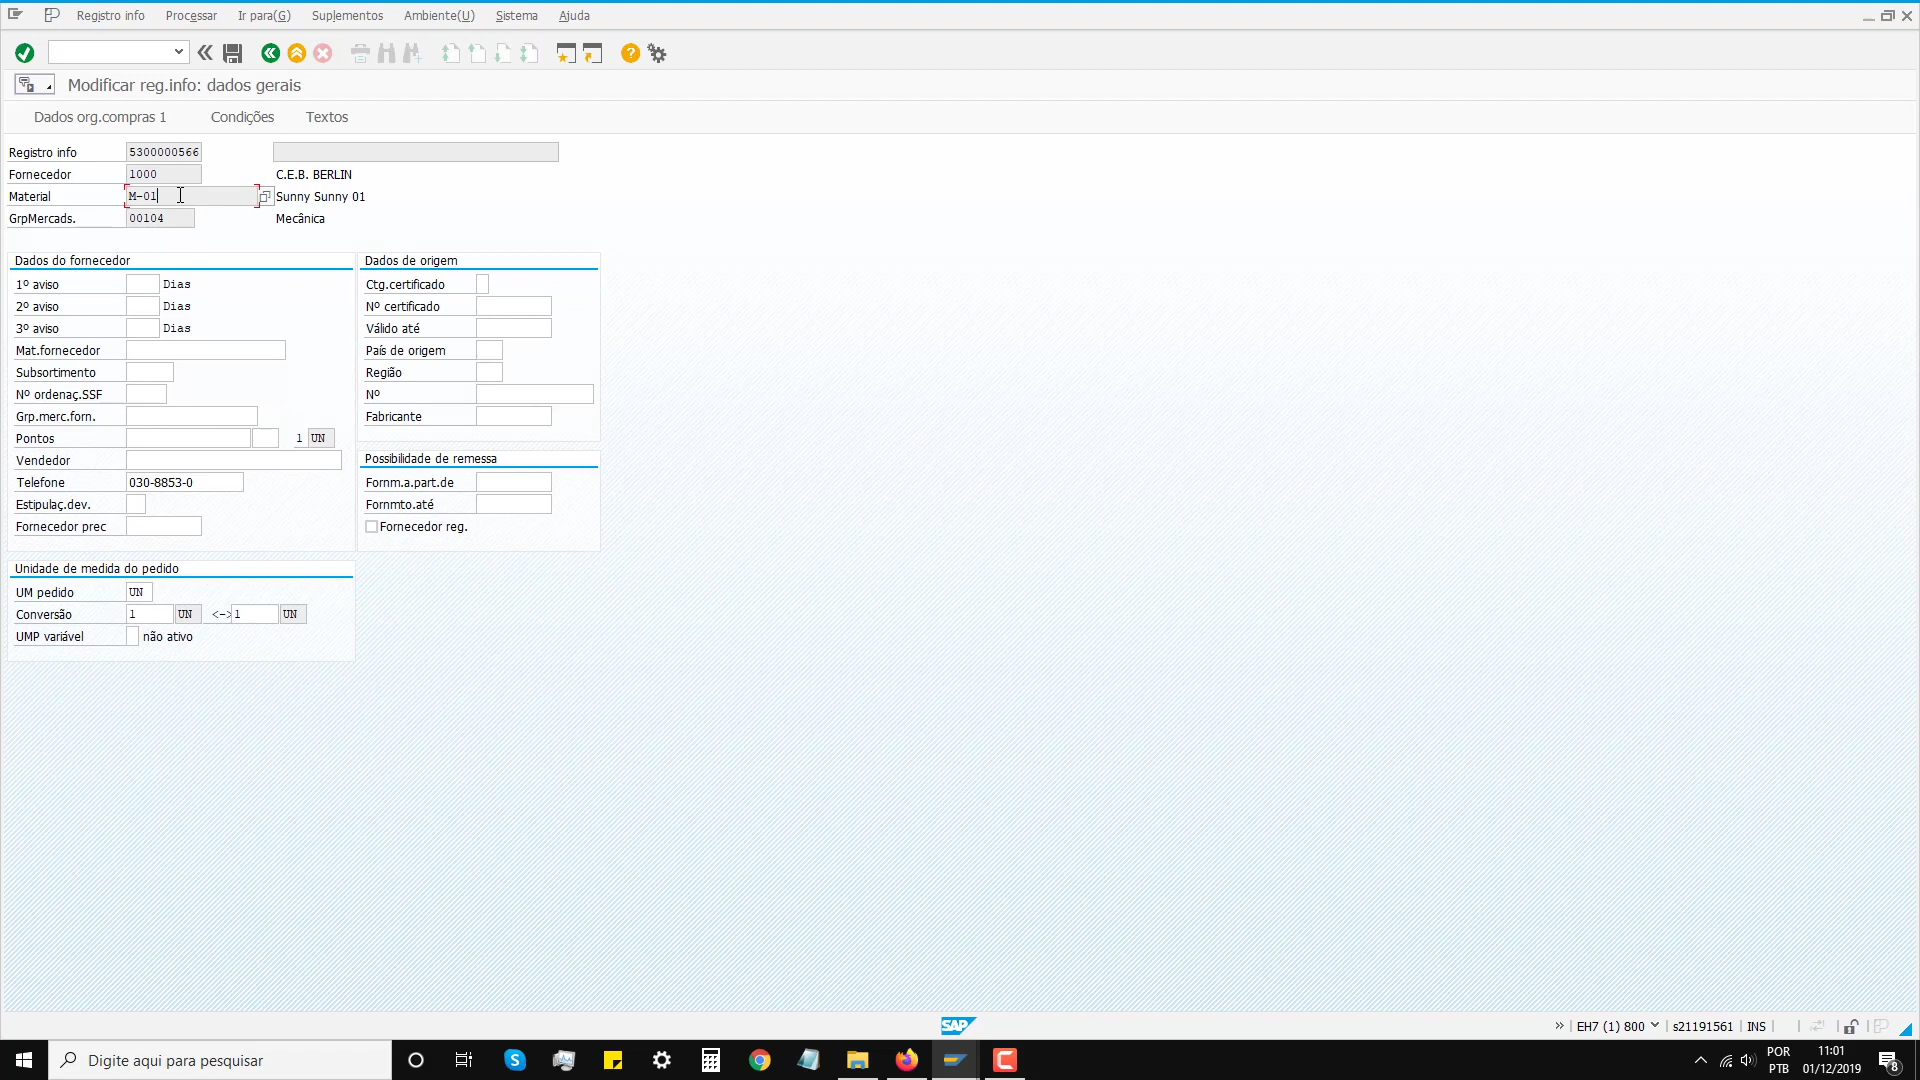 Registro info Processar Ir para(G) Suplementos Ambiente(U) Sistema Ajuda
Modificar reg.info: dados gerais
Dados org.compras 1 Condições Textos
Registro info 5300000566
Fornecedor 1000 C.E.B. BERLIN
Material M-01 Sunny Sunny 01
GrpMercads. 00104 Mecânica
Dados do fornecedor
1º aviso Dias
2º aviso Dias
3º aviso Dias
Mat.fornecedor
Subsortimento
Nº ordenaç.SSF
Grp.merc.forn.
Pontos 1 UN
Vendedor
Telefone 030-8853-0
Estipulaç.dev.
Fornecedor prec
Dados de origem
Ctg.certificado
Nº certificado
Válido até
País de origem
Região
Nº
Fabricante
Possibilidade de remessa
Fornm.a.part.de
Fornmto.até
Fornecedor reg.
Unidade de medida do pedido
UM pedido UN
Conversão 1 UN <-> 1 UN
UMP variável não ativo
SAP
EH7 (1) 800 s21191561 INS
Digite aqui para pesquisar
POR
PTB
11:01
01/12/2019
8